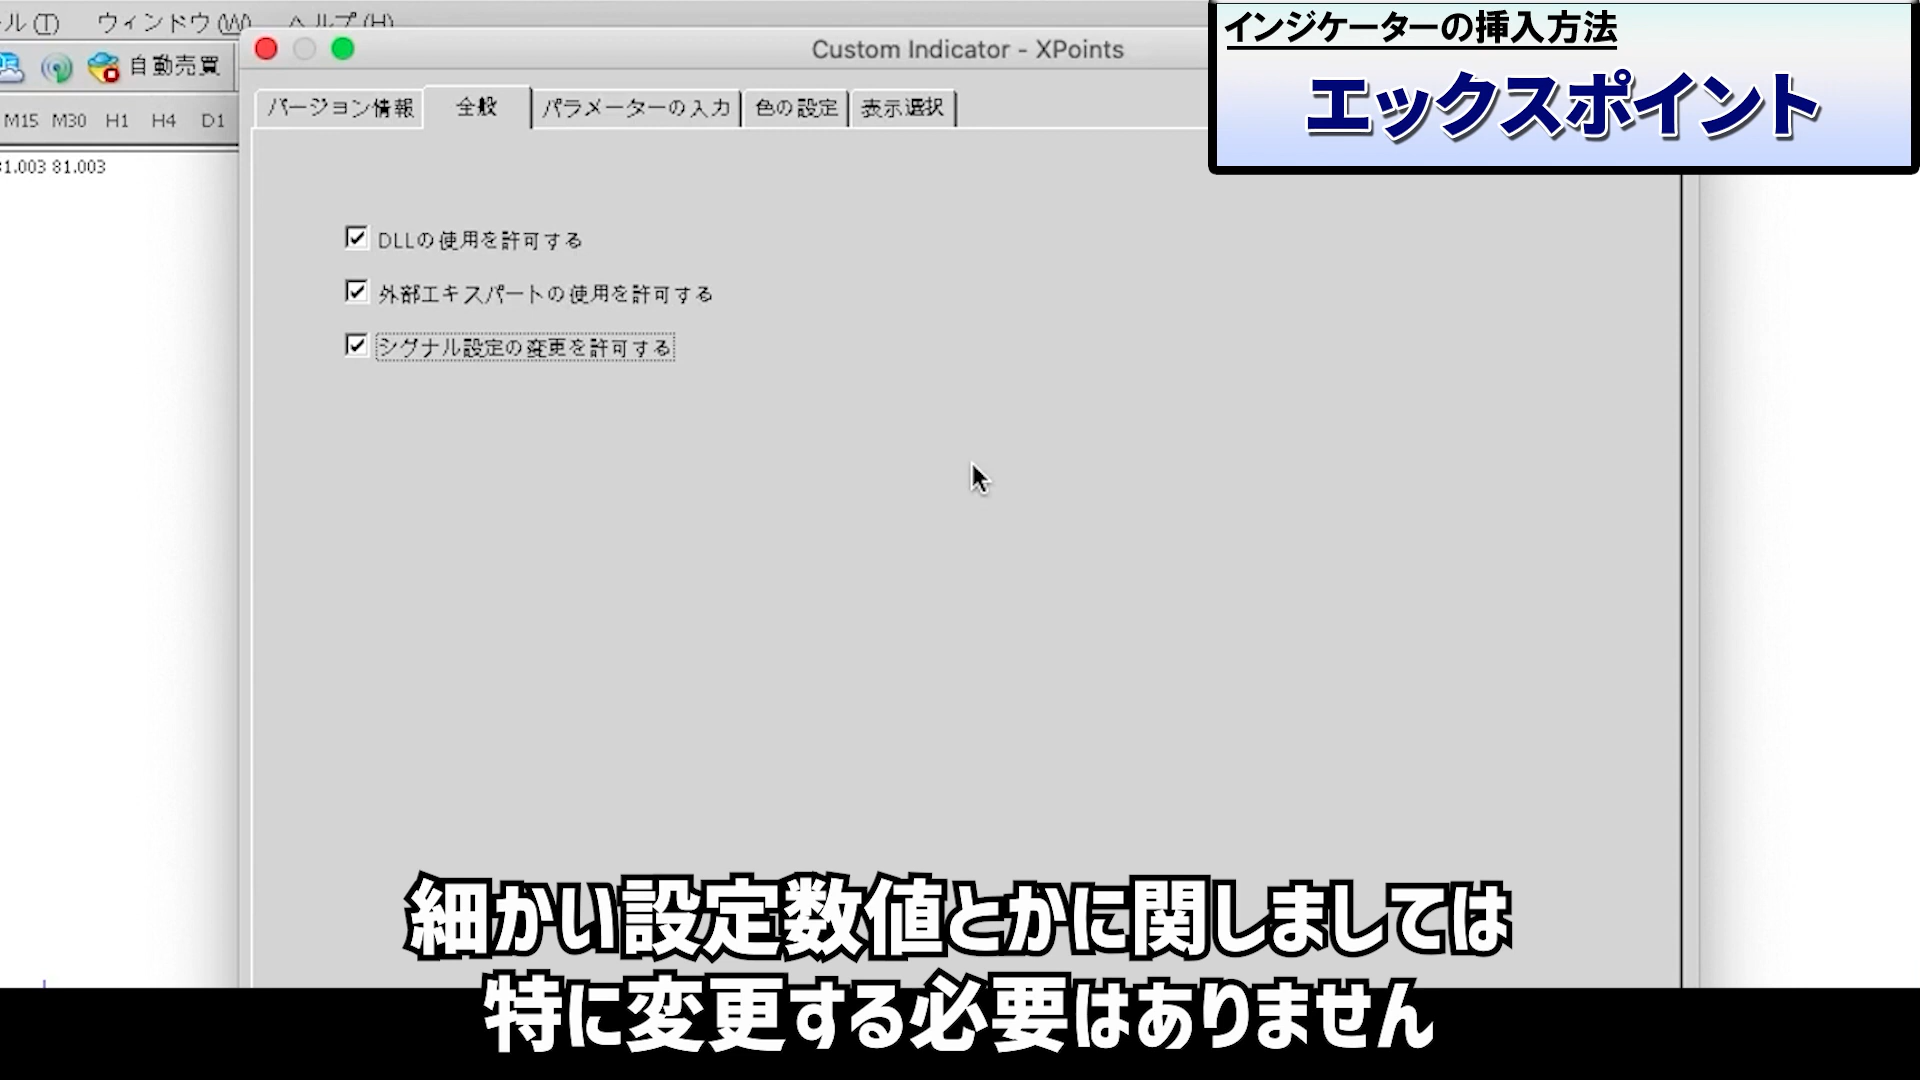 ール(T) ウィンドウ(W) ヘルプ(H)
Custom Indicator - XPoints
インジケーターの挿入方法
エックスポイント
自動売買
バージョン情報 全般 パラメーターの入力 色の設定 表示選択
M15 M30 H1 H4 D1
81.003 81.003
DLLの使用を許可する
外部エキスパートの使用を許可する
シグナル設定の変更を許可する
細かい設定数値とかに関しましては
特に変更する必要はありません